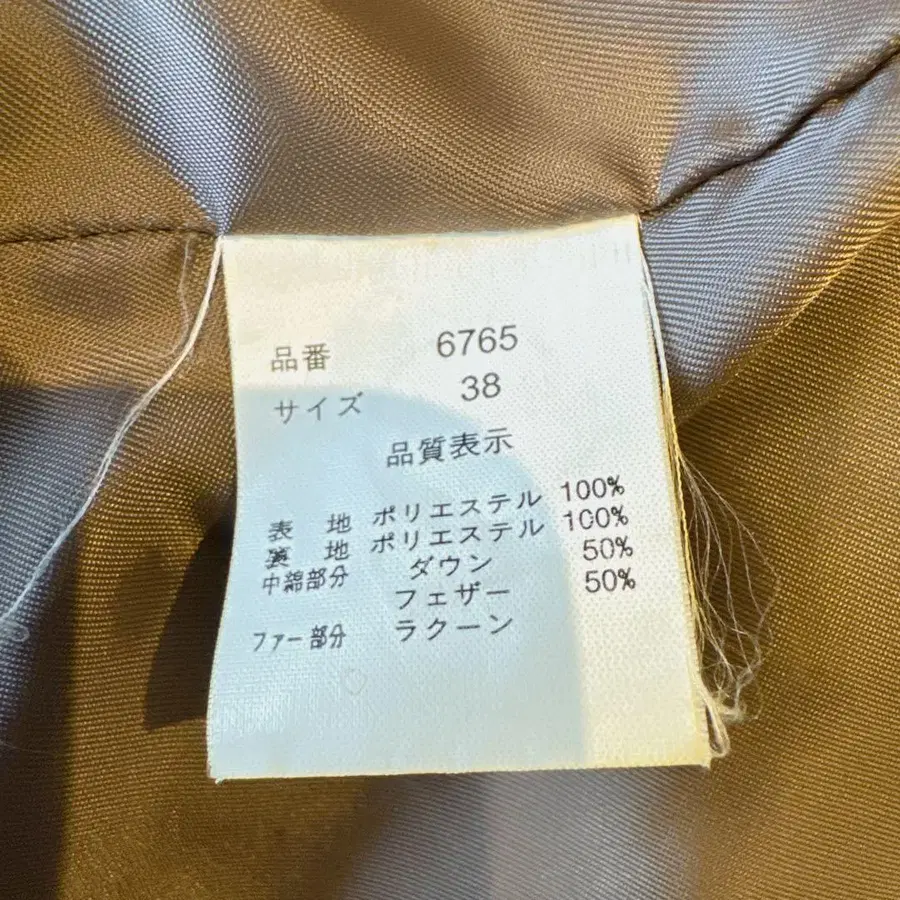 品番 6765
サイズ 38
品質表示
表 地 ポリエステル 100%
裏 地 ポリエステル 100%
中綿部分 ダウン 50%
フェザー 50%
ファー部分 ラクーン